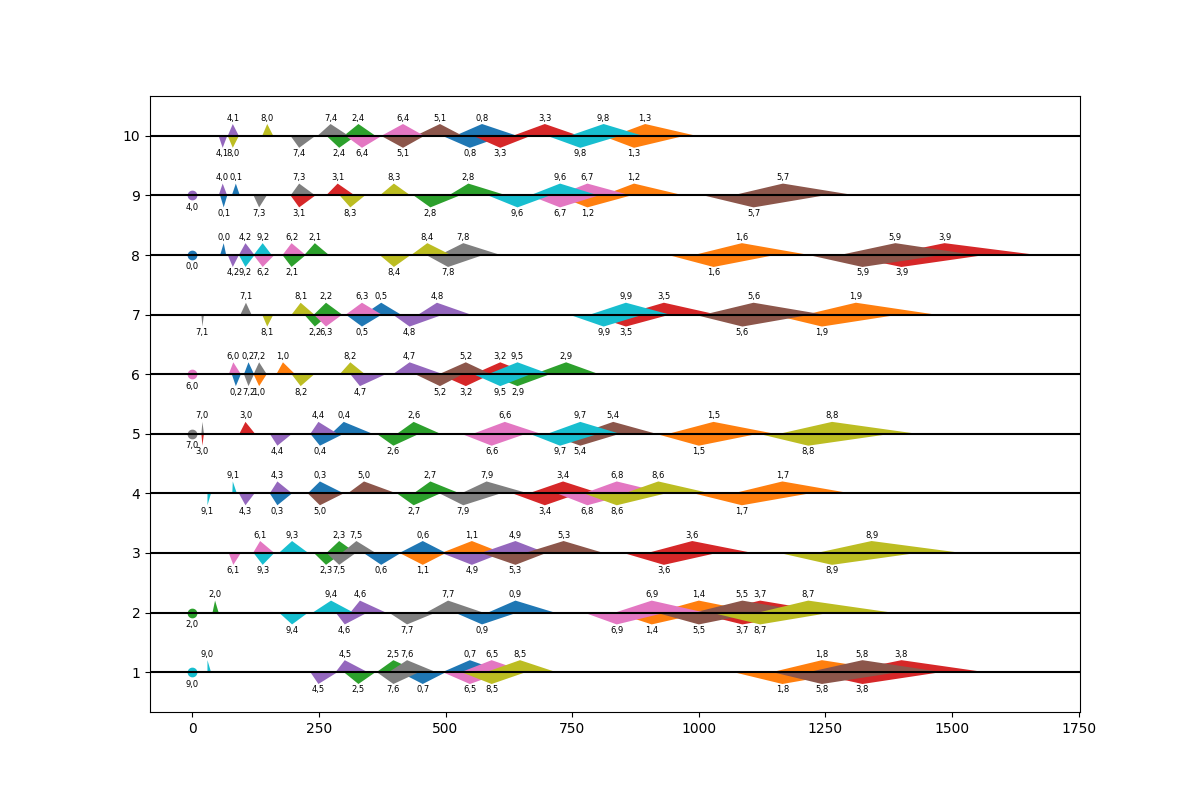 4,1 8,0 7,4 2,4 6,4 5,1 0,8 3,3 9,8 1,3
10
4,1 8,0 7,4 2,4 6,4 5,1 0,8 3,3 9,8 1,3
4,0 0,1 7,3 3,1 8,3 2,8 9,6 6,7 1,2 5,7
9
4,0 0,1 7,3 3,1 8,3 2,8 9,6 6,7 1,2 5,7
0,0 4,2 9,2 6,2 2,1 8,4 7,8 1,6 5,9 3,9
8
0,0 4,2 9,2 6,2 2,1 8,4 7,8 1,6 5,9 3,9
7,1 8,1 2,2 6,3 0,5 4,8 9,9 3,5 5,6 1,9
7
7,1 8,1 2,2 6,3 0,5 4,8 9,9 3,5 5,6 1,9
6,0 0,2 7,2 1,0 8,2 4,7 5,2 3,2 9,5 2,9
6
6,0 0,2 7,2 1,0 8,2 4,7 5,2 3,2 9,5 2,9
7,0 3,0 4,4 0,4 2,6 6,6 9,7 5,4 1,5 8,8
5
7,0 3,0 4,4 0,4 2,6 6,6 9,7 5,4 1,5 8,8
9,1 4,3 0,3 5,0 2,7 7,9 3,4 6,8 8,6 1,7
4
9,1 4,3 0,3 5,0 2,7 7,9 3,4 6,8 8,6 1,7
6,1 9,3 2,3 7,5 0,6 1,1 4,9 5,3 3,6 8,9
3
6,1 9,3 2,3 7,5 0,6 1,1 4,9 5,3 3,6 8,9
2,0 9,4 4,6 7,7 0,9 6,9 1,4 5,5 3,7 8,7
2
2,0 9,4 4,6 7,7 0,9 6,9 1,4 5,5 3,7 8,7
9,0 4,5 2,5 7,6 0,7 6,5 8,5 1,8 5,8 3,8
1
9,0 4,5 2,5 7,6 0,7 6,5 8,5 1,8 5,8 3,8
0 250 500 750 1000 1250 1500 1750